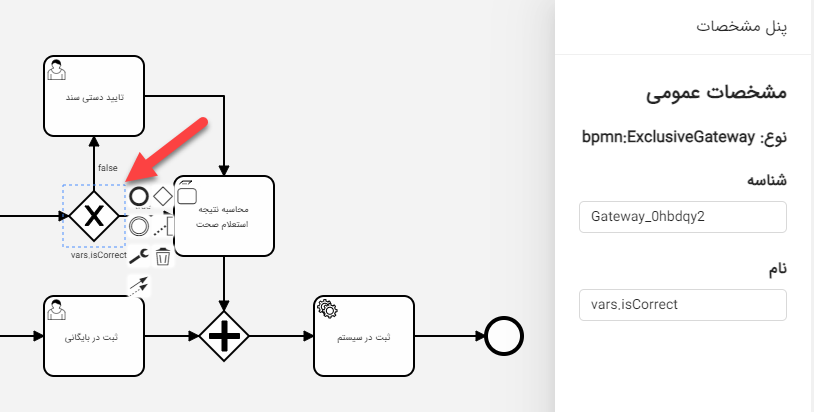 پنل مشخصات
مشخصات عمومی
نوع: bpmn:ExclusiveGateway
شناسه
Gateway_0hbdqy2
نام
vars.isCorrect
تایید دستی سند
false
محاسبه نتیجه
استعلام صحت
vars.isCorrect
ثبت در بایگانی
ثبت در سیستم